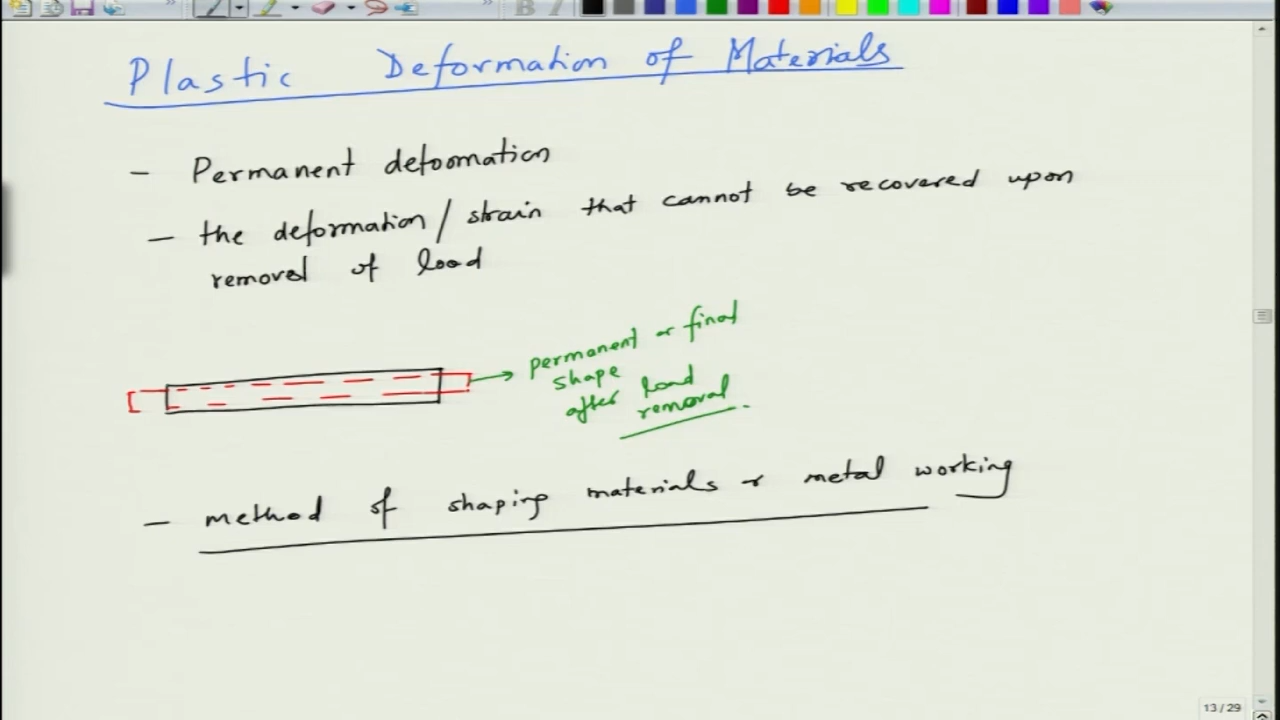 Plastic Deformation of Materials
- Permanent deformation
- the deformation / strain that cannot be recovered upon
removal of load
permanent or final
shape
after load
removal.
- method of shaping materials or metal working
13 / 29